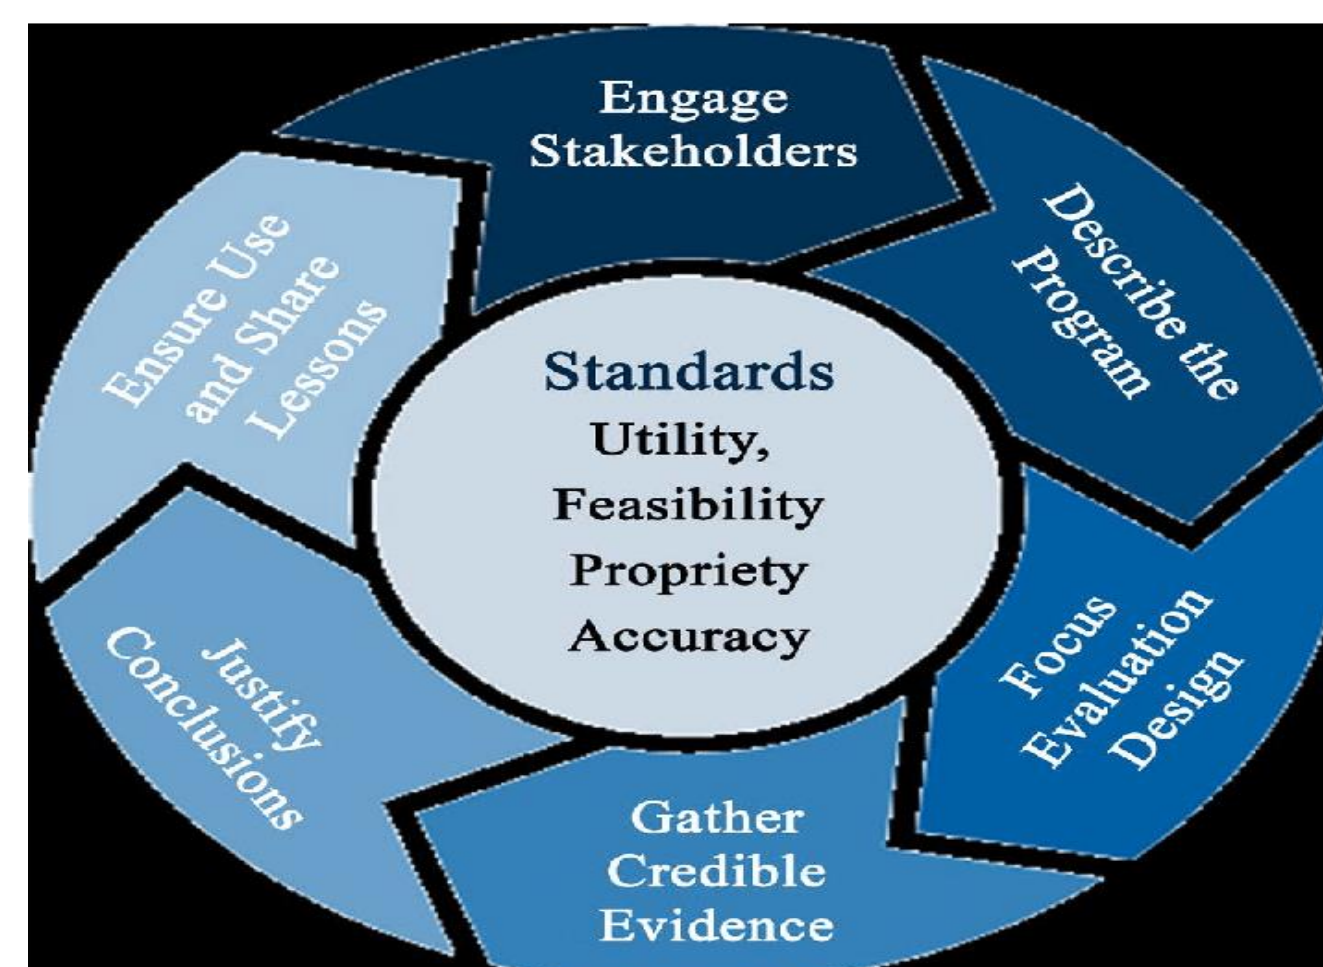 Engage
Stakeholders
Describe the
Program
Focus
Evaluation
Design
Gather
Credible
Evidence
Justify
Conclusions
Ensure Use
and Share
Lessons
Standards
Utility,
Feasibility
Propriety
Accuracy